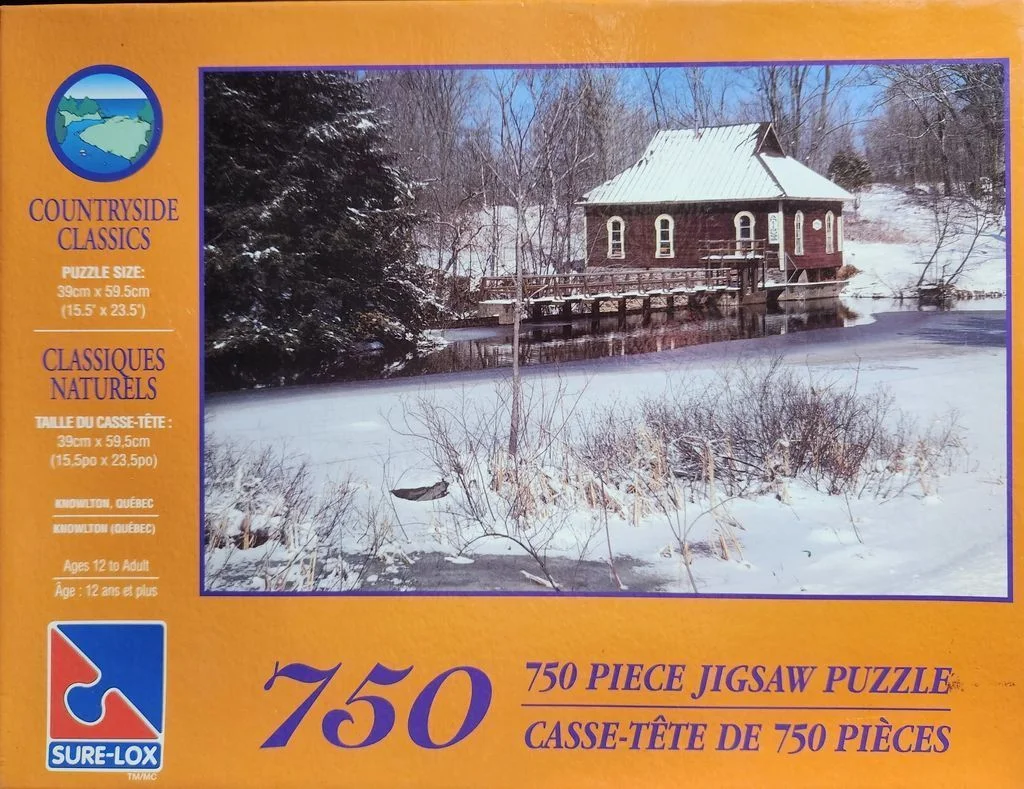 COUNTRYSIDE
CLASSICS
PUZZLE SIZE:
39cm x 59.5cm
(15.5' x 23.5")
CLASSIQUES
NATURELS
TAILLE DU CASSE-TÊTE :
39cm x 59,5cm
(15,5po x 23,5po)
KNOWLTON, QUÉBEC
KNOWLTON (QUÉBEC)
Ages 12 to Adult
Âge : 12 ans et plus
SURE-LOX
TM/MC
750
750 PIECE JIGSAW PUZZLE
CASSE-TÊTE DE 750 PIÈCES